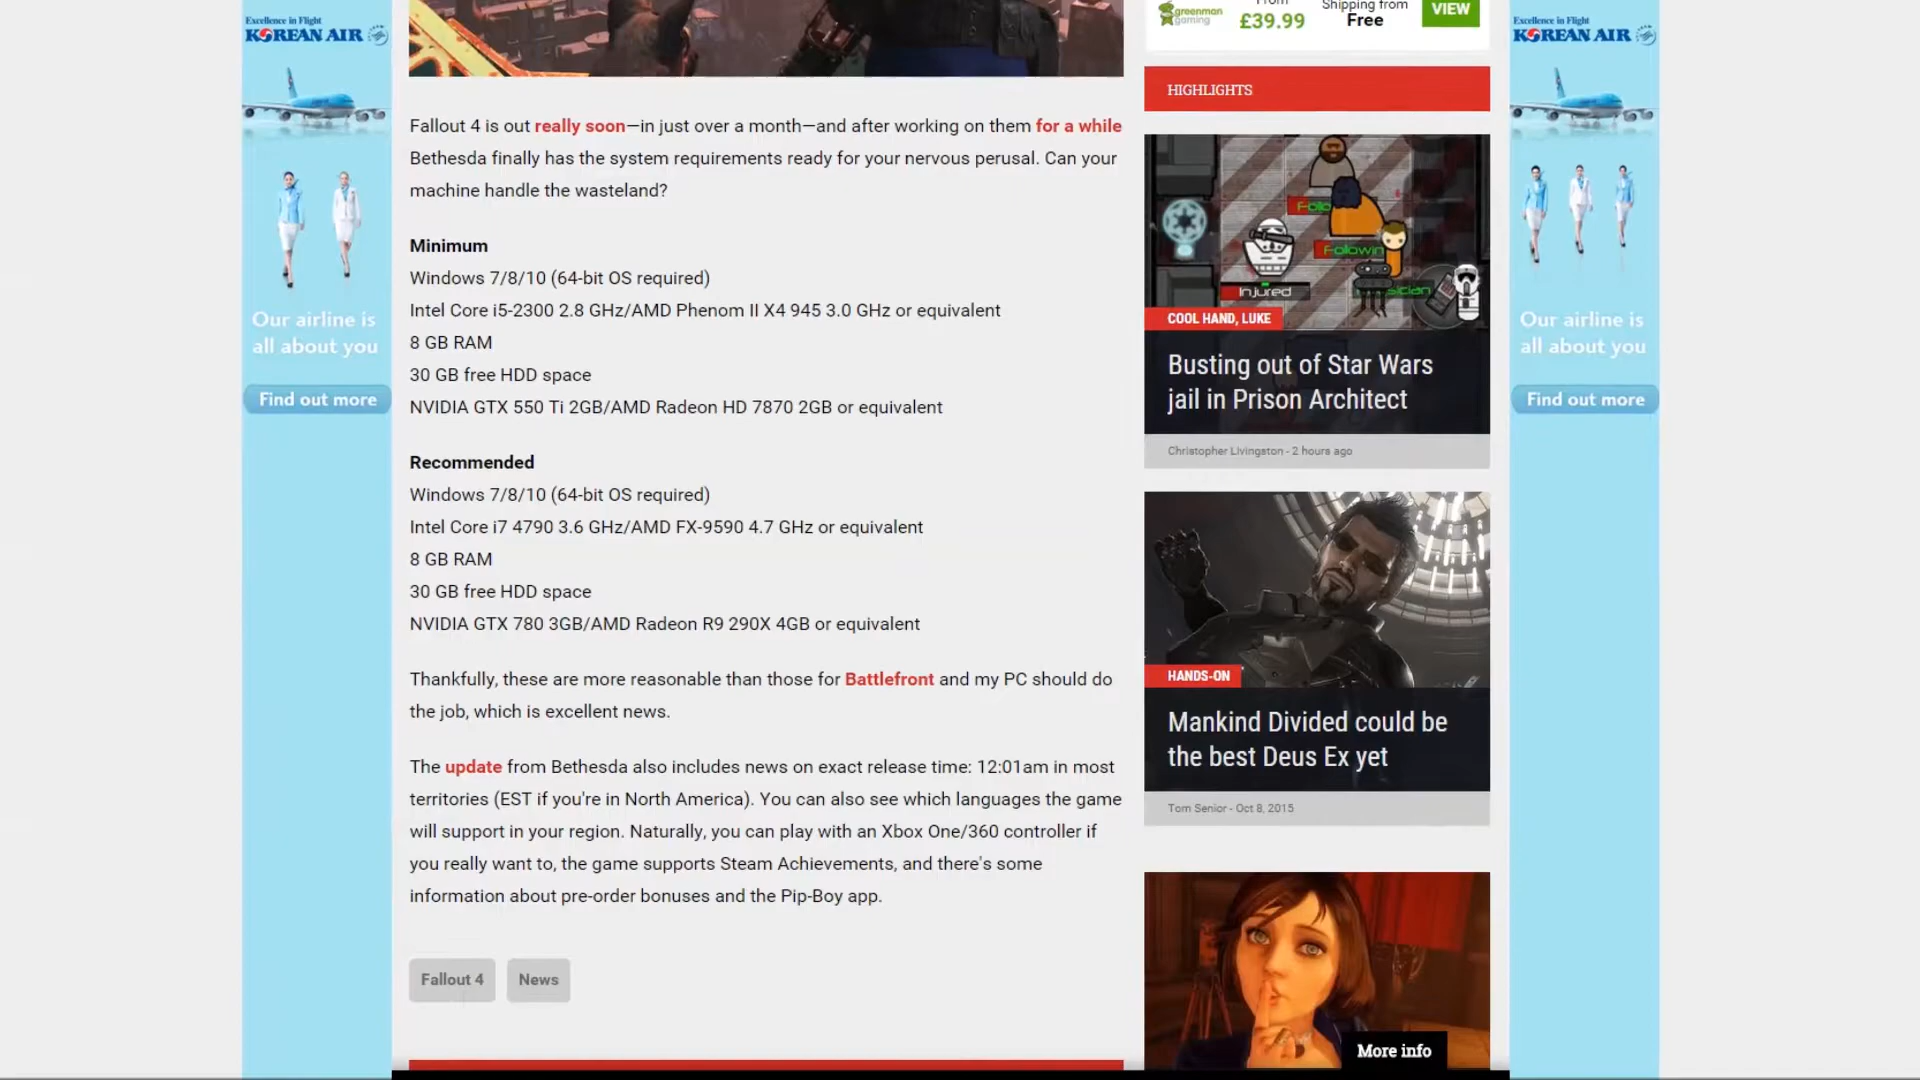 Excellence in Flight
KOREAN AIR
Our airline is
all about you
Find out more
Fallout 4 is out really soon—in just over a month—and after working on them for a while
Bethesda finally has the system requirements ready for your nervous perusal. Can your
machine handle the wasteland?
Minimum
Windows 7/8/10 (64-bit OS required)
Intel Core i5-2300 2.8 GHz/AMD Phenom II X4 945 3.0 GHz or equivalent
8 GB RAM
30 GB free HDD space
NVIDIA GTX 550 Ti 2GB/AMD Radeon HD 7870 2GB or equivalent
Recommended
Windows 7/8/10 (64-bit OS required)
Intel Core i7 4790 3.6 GHz/AMD FX-9590 4.7 GHz or equivalent
8 GB RAM
30 GB free HDD space
NVIDIA GTX 780 3GB/AMD Radeon R9 290X 4GB or equivalent
Thankfully, these are more reasonable than those for Battlefront and my PC should do
the job, which is excellent news.
The update from Bethesda also includes news on exact release time: 12:01am in most
territories (EST if you're in North America). You can also see which languages the game
will support in your region. Naturally, you can play with an Xbox One/360 controller if
you really want to, the game supports Steam Achievements, and there's some
information about pre-order bonuses and the Pip-Boy app.
Fallout 4 News
greenman gaming From £39.99 Shipping from Free VIEW
HIGHLIGHTS
Follo
Followin
Injured
sician
COOL HAND, LUKE
Busting out of Star Wars
jail in Prison Architect
Christopher Livingston - 2 hours ago
HANDS-ON
Mankind Divided could be
the best Deus Ex yet
Tom Senior - Oct 8, 2015
More info
Excellence in Flight
KOREAN AIR
Our airline is
all about you
Find out more